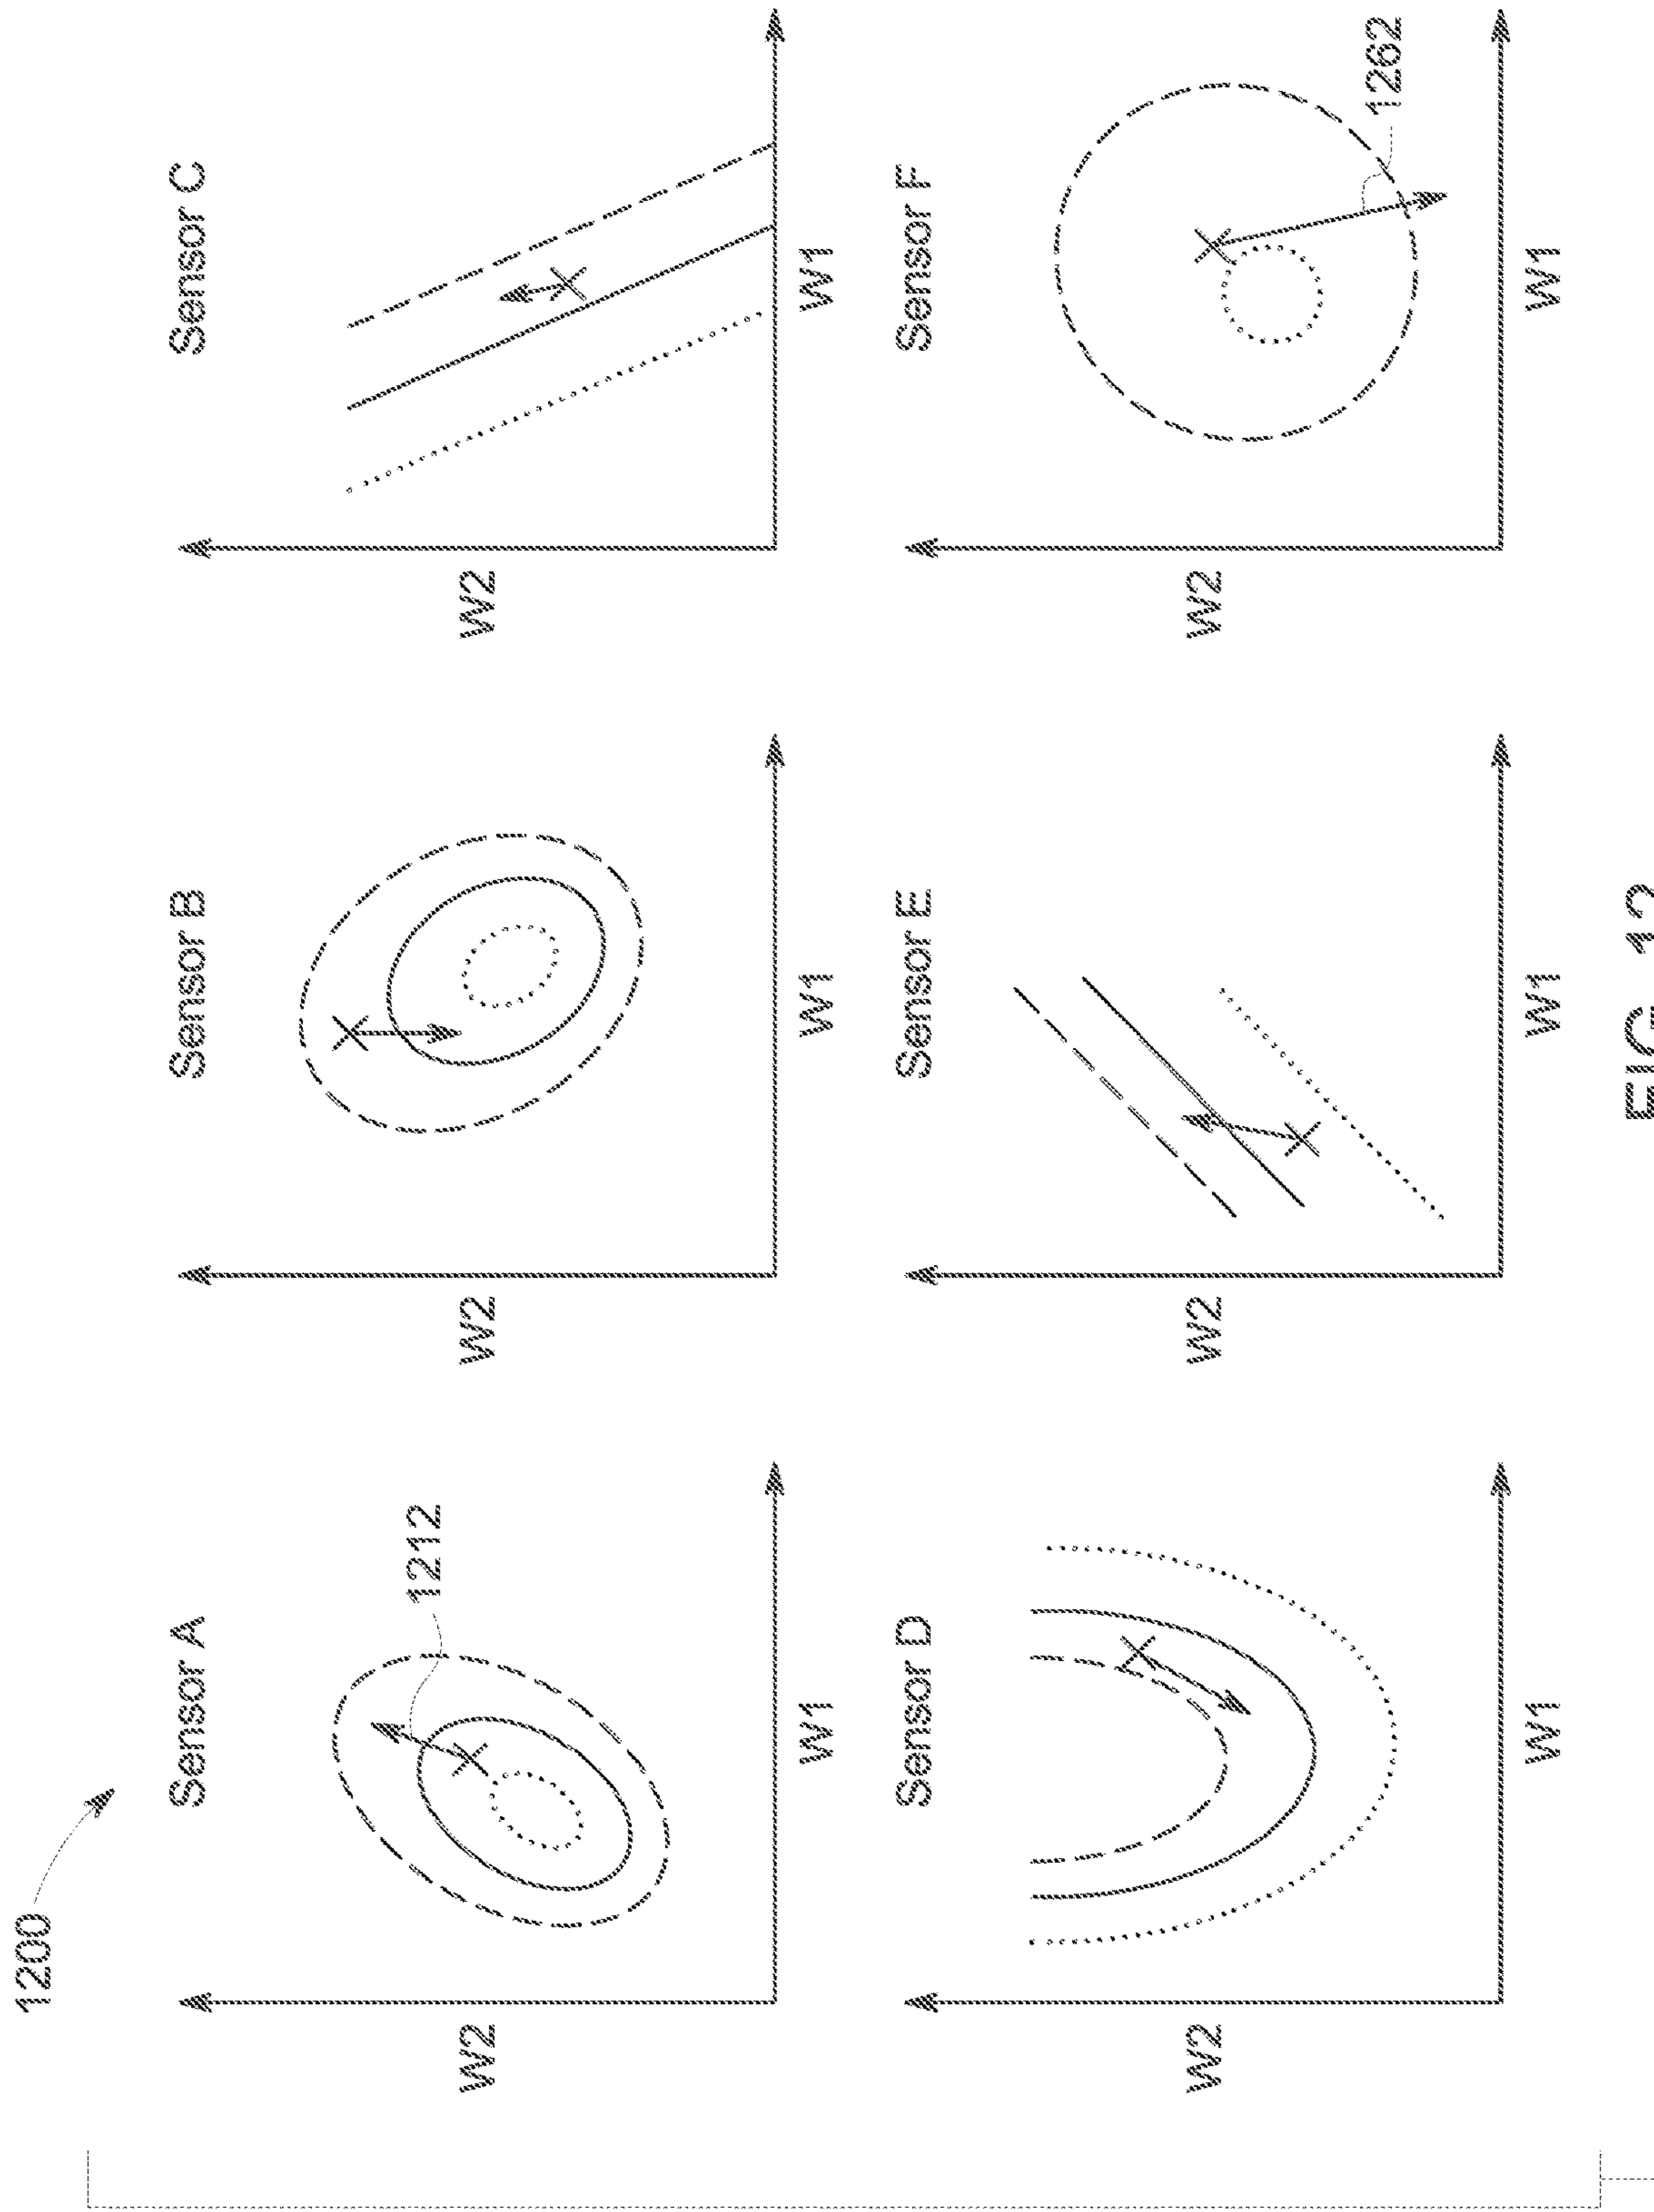 1200
Sensor A
1212
W2
W1
Sensor B
W2
W1
Sensor C
W2
W1
Sensor D
W2
W1
Sensor E
W2
W1
Sensor F
W2
1262
W1
FIG. 12